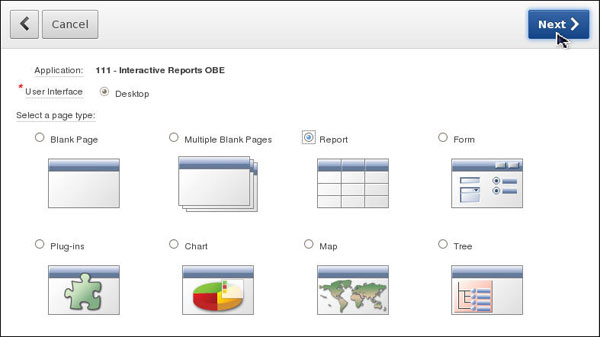 Cancel Next
Application: 111 - Interactive Reports OBE
* User Interface Desktop
Select a page type:
Blank Page Multiple Blank Pages Report Form
Plug-ins Chart Map Tree